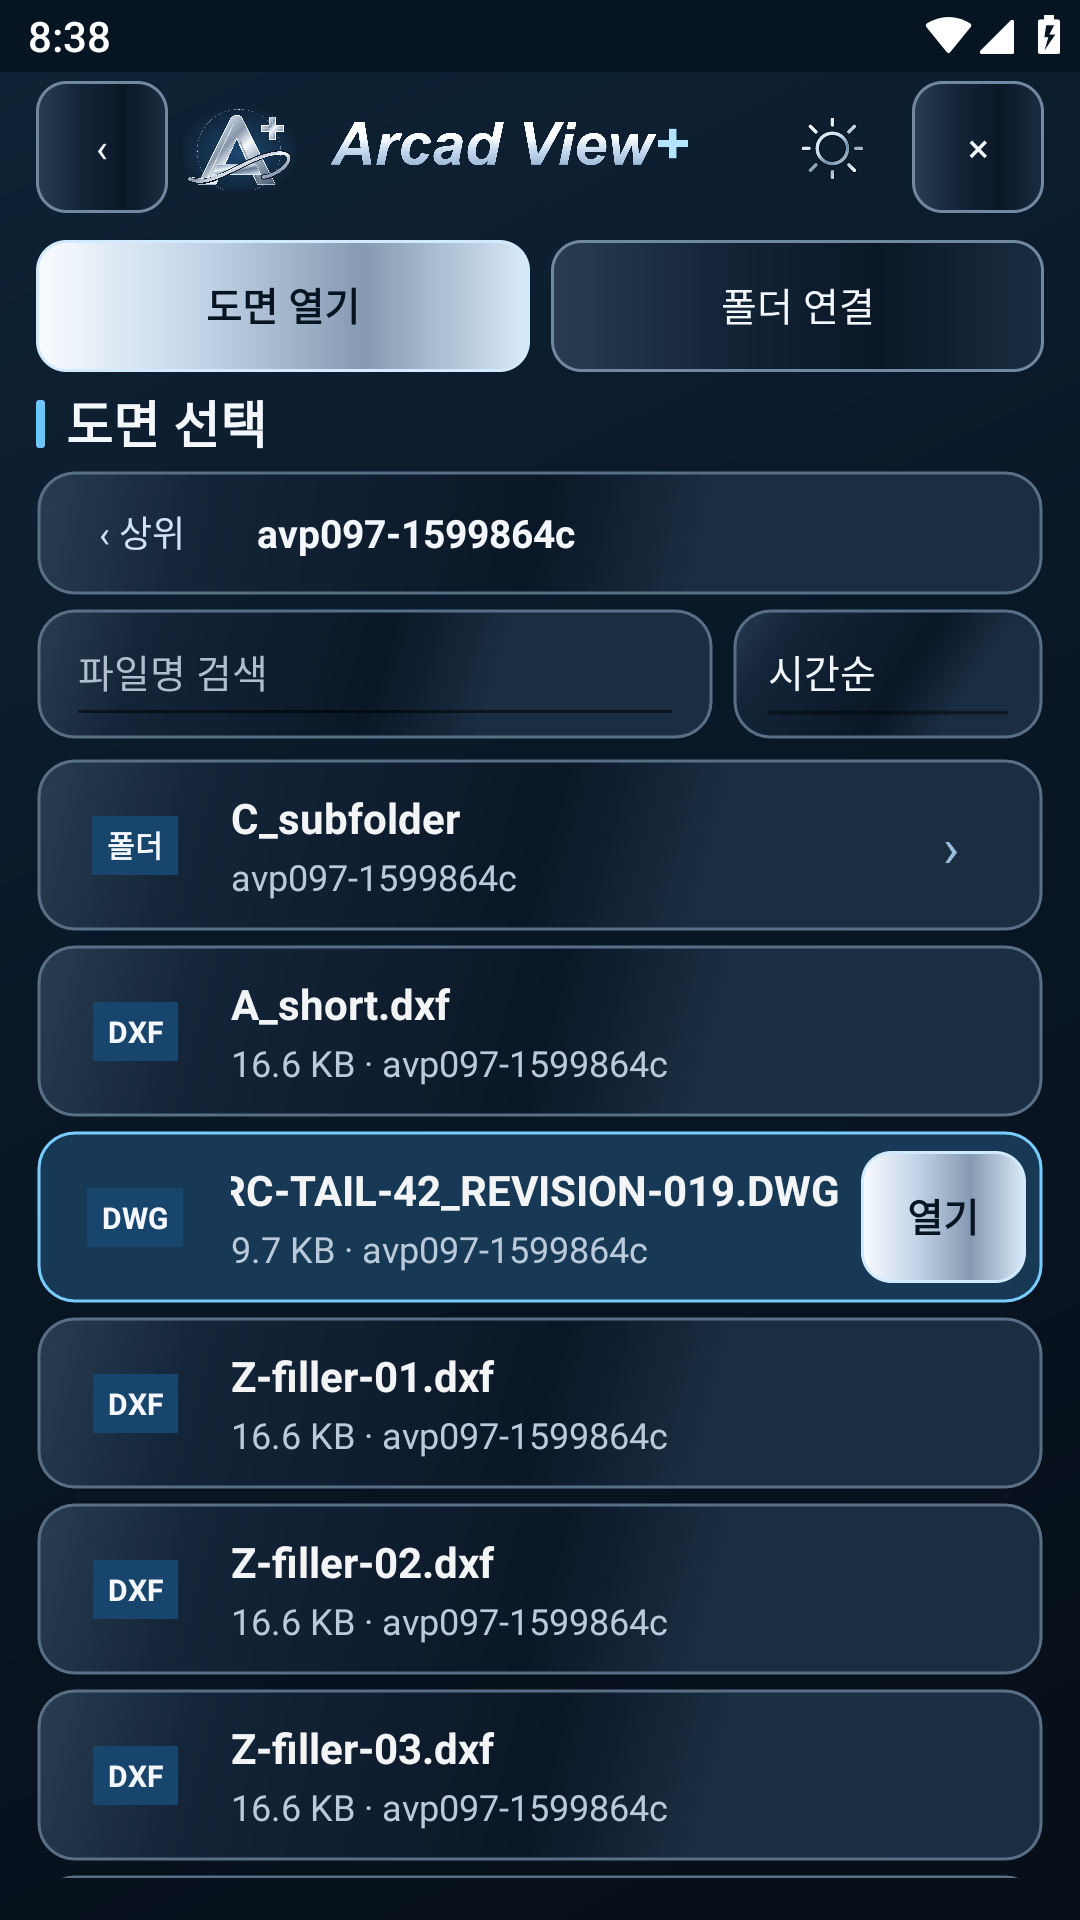 8:38
‹
Arcad View+
×
도면 열기
폴더 연결
도면 선택
‹ 상위
avp097-1599864c
파일명 검색
시간순
폴더
C_subfolder
avp097-1599864c
›
DXF
A_short.dxf
16.6 KB · avp097-1599864c
DWG
RC-TAIL-42_REVISION-019.DWG
9.7 KB · avp097-1599864c
열기
DXF
Z-filler-01.dxf
16.6 KB · avp097-1599864c
DXF
Z-filler-02.dxf
16.6 KB · avp097-1599864c
DXF
Z-filler-03.dxf
16.6 KB · avp097-1599864c